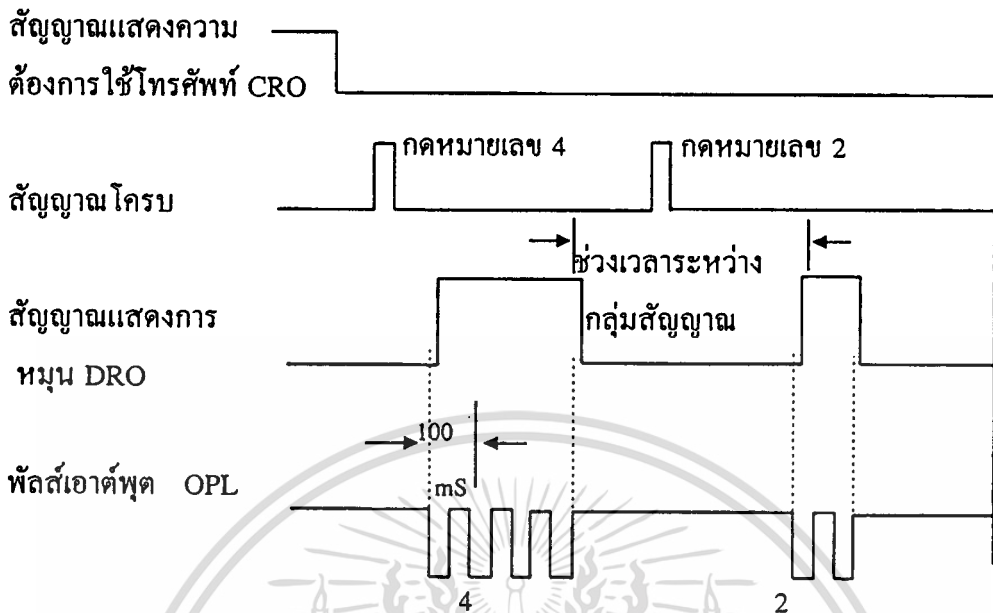 สัญญาณแสดงความ
ต้องการใช้โทรศัพท์ CRO
กดหมายเลข 4
กดหมายเลข 2
สัญญาณโครบ
ช่วงเวลาระหว่าง
กลุ่มสัญญาณ
สัญญาณแสดงการ
หมุน DRO
100
mS
พัลส์เอาต์พุต OPL
4
2